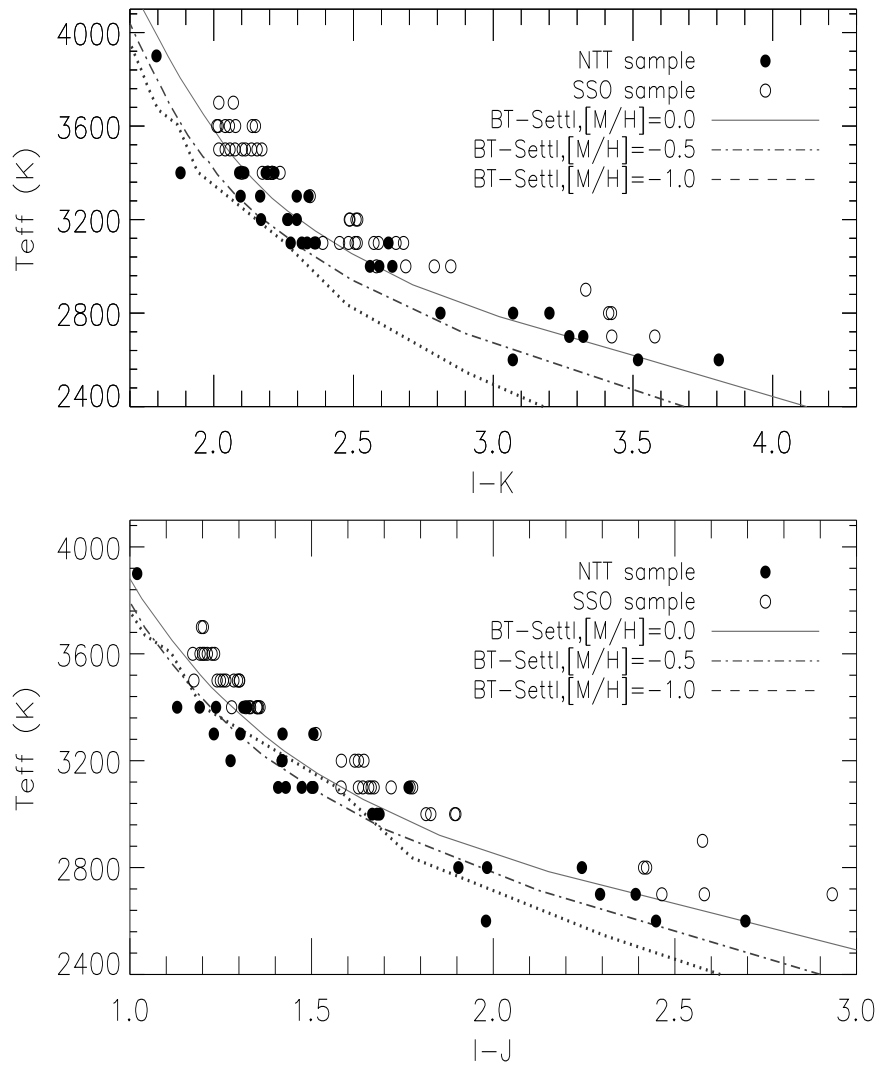 4000
3600
3200
2800
2400
Teff (K)
NTT sample
SSO sample
BT-Settl,[M/H]=0.0
BT-Settl,[M/H]=-0.5
BT-Settl,[M/H]=-1.0
2.0 2.5 3.0 3.5 4.0
I-K
4000
3600
3200
2800
2400
Teff (K)
NTT sample
SSO sample
BT-Settl,[M/H]=0.0
BT-Settl,[M/H]=-0.5
BT-Settl,[M/H]=-1.0
1.0 1.5 2.0 2.5 3.0
I-J